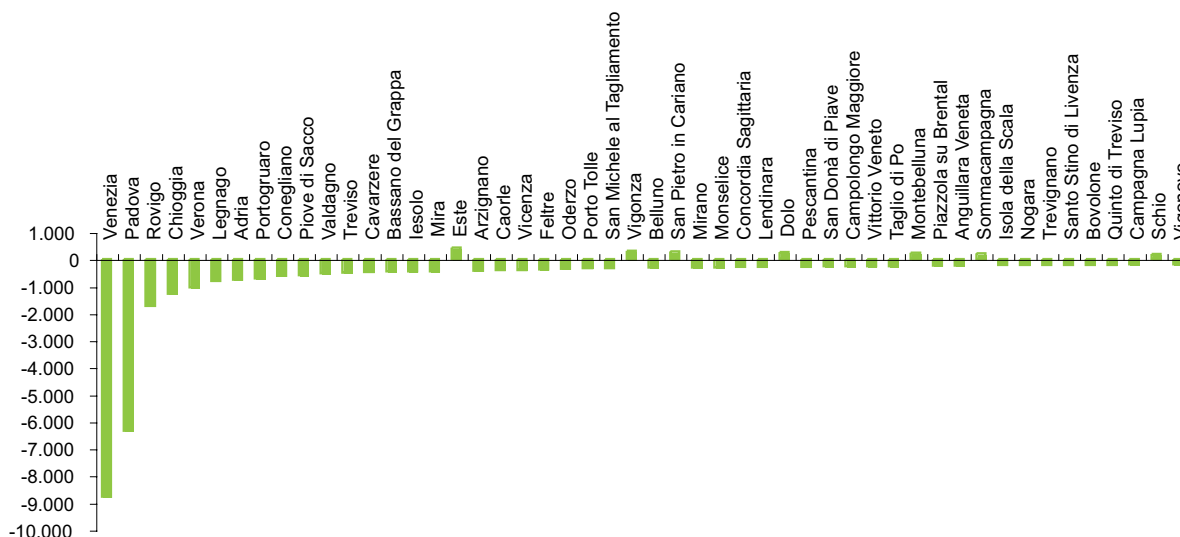 Venezia
Padova
Rovigo
Chioggia
Verona
Legnago
Adria
Portogruaro
Conegliano
Piove di Sacco
Valdagno
Treviso
Cavarzere
Bassano del Grappa
Iesolo
Mira
Este
Arzignano
Caorle
Vicenza
Feltre
Oderzo
Porto Tolle
San Michele al Tagliamento
Vigonza
Belluno
San Pietro in Cariano
Mirano
Monselice
Concordia Sagittaria
Lendinara
Dolo
Pescantina
San Donà di Piave
Campolongo Maggiore
Vittorio Veneto
Taglio di Po
Montebelluna
Piazzola su Brental
Anguillara Veneta
Sommacampagna
Isola della Scala
Nogara
Trevignano
Santo Stino di Livenza
Bovolone
Quinto di Treviso
Campagna Lupia
Schio
1.000
0
-1.000
-2.000
-3.000
-4.000
-5.000
-6.000
-7.000
-8.000
-9.000
-10.000